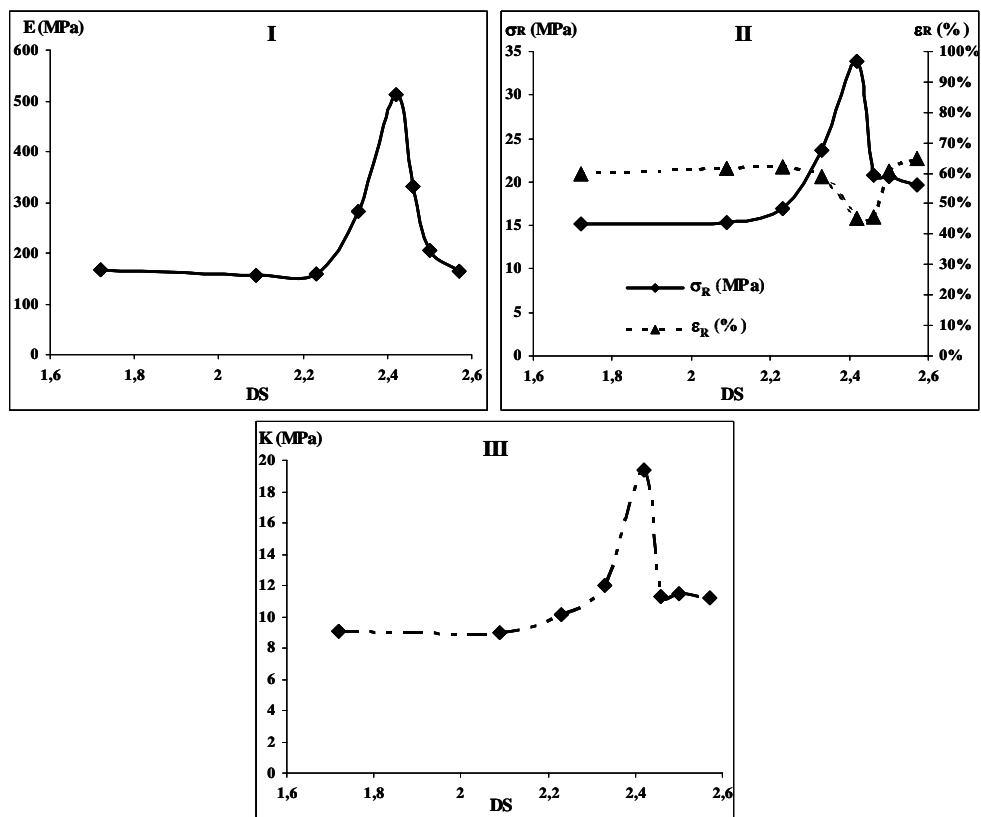 E (MPa)
I
600
500
400
300
200
100
0
1,6 1,8 2 2,2 2,4 2,6
DS
σR (MPa)
II
εR (%)
35
30
25
20
15
10
5
0
100%
90%
80%
70%
60%
50%
40%
30%
20%
10%
0%
σR (MPa)
εR (%)
1,6 1,8 2 2,2 2,4 2,6
DS
K (MPa)
III
20
18
16
14
12
10
8
6
4
2
0
1,6 1,8 2 2,2 2,4 2,6
DS